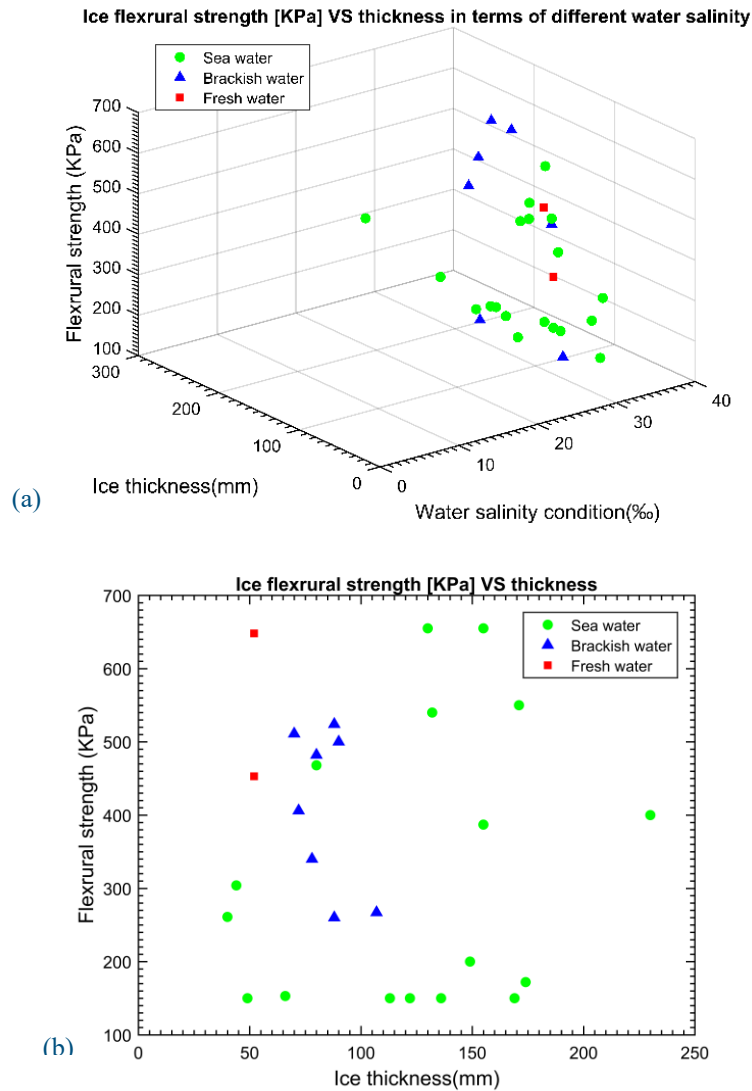 Ice flexrural strength [KPa] VS thickness in terms of different water salinity
Sea water
Brackish water
Fresh water
700
600
500
400
300
200
100
Flexrural strength (KPa)
300
200
100
0
Ice thickness(mm)
0
10
20
30
40
Water salinity condition(‰)
(a)
Ice flexrural strength [KPa] VS thickness
Sea water
Brackish water
Fresh water
700
600
500
400
300
200
100
Flexrural strength (KPa)
0
50
100
150
200
250
Ice thickness(mm)
(b)